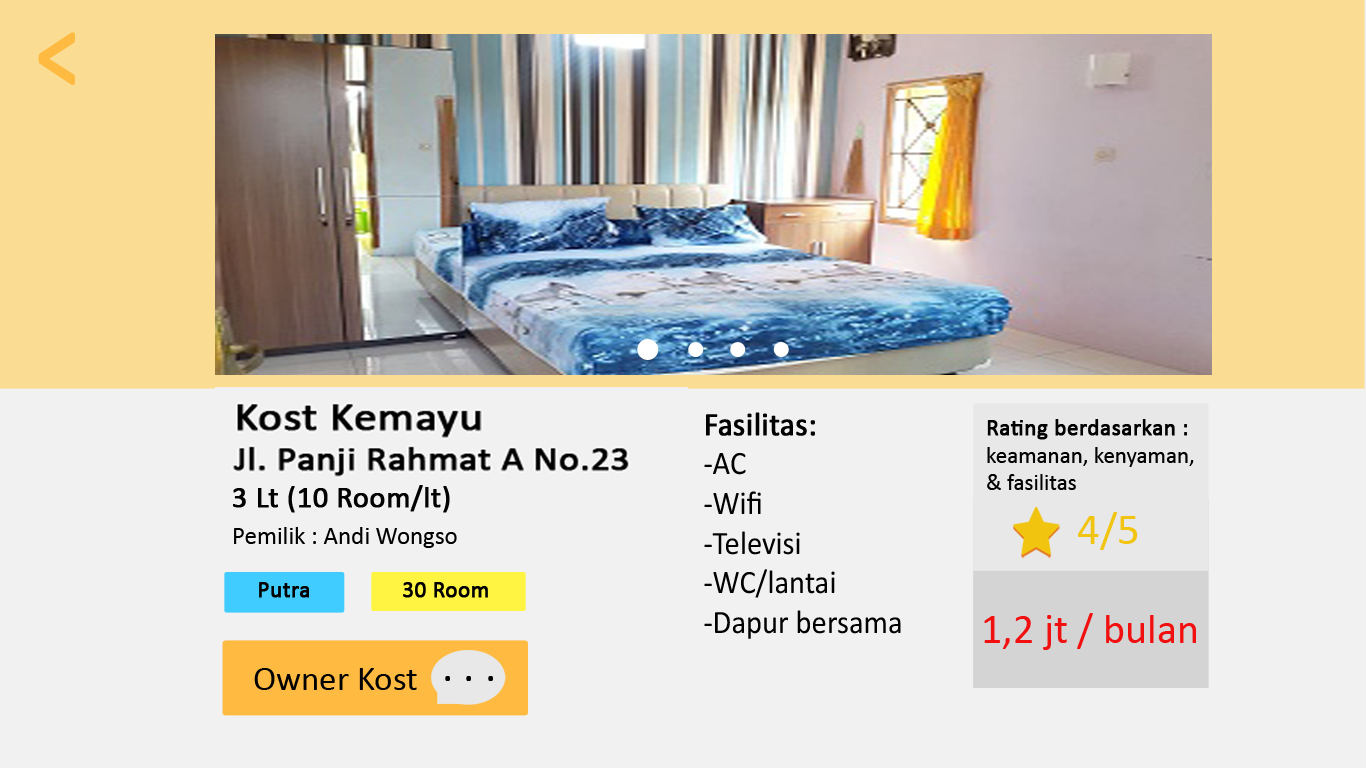 <
Kost Kemayu
Jl. Panji Rahmat A No.23
3 Lt (10 Room/lt)
Pemilik : Andi Wongso
Putra
30 Room
Owner Kost
Fasilitas:
-AC
-Wifi
-Televisi
-WC/lantai
-Dapur bersama
Rating berdasarkan :
keamanan, kenyaman,
& fasilitas
4/5
1,2 jt / bulan